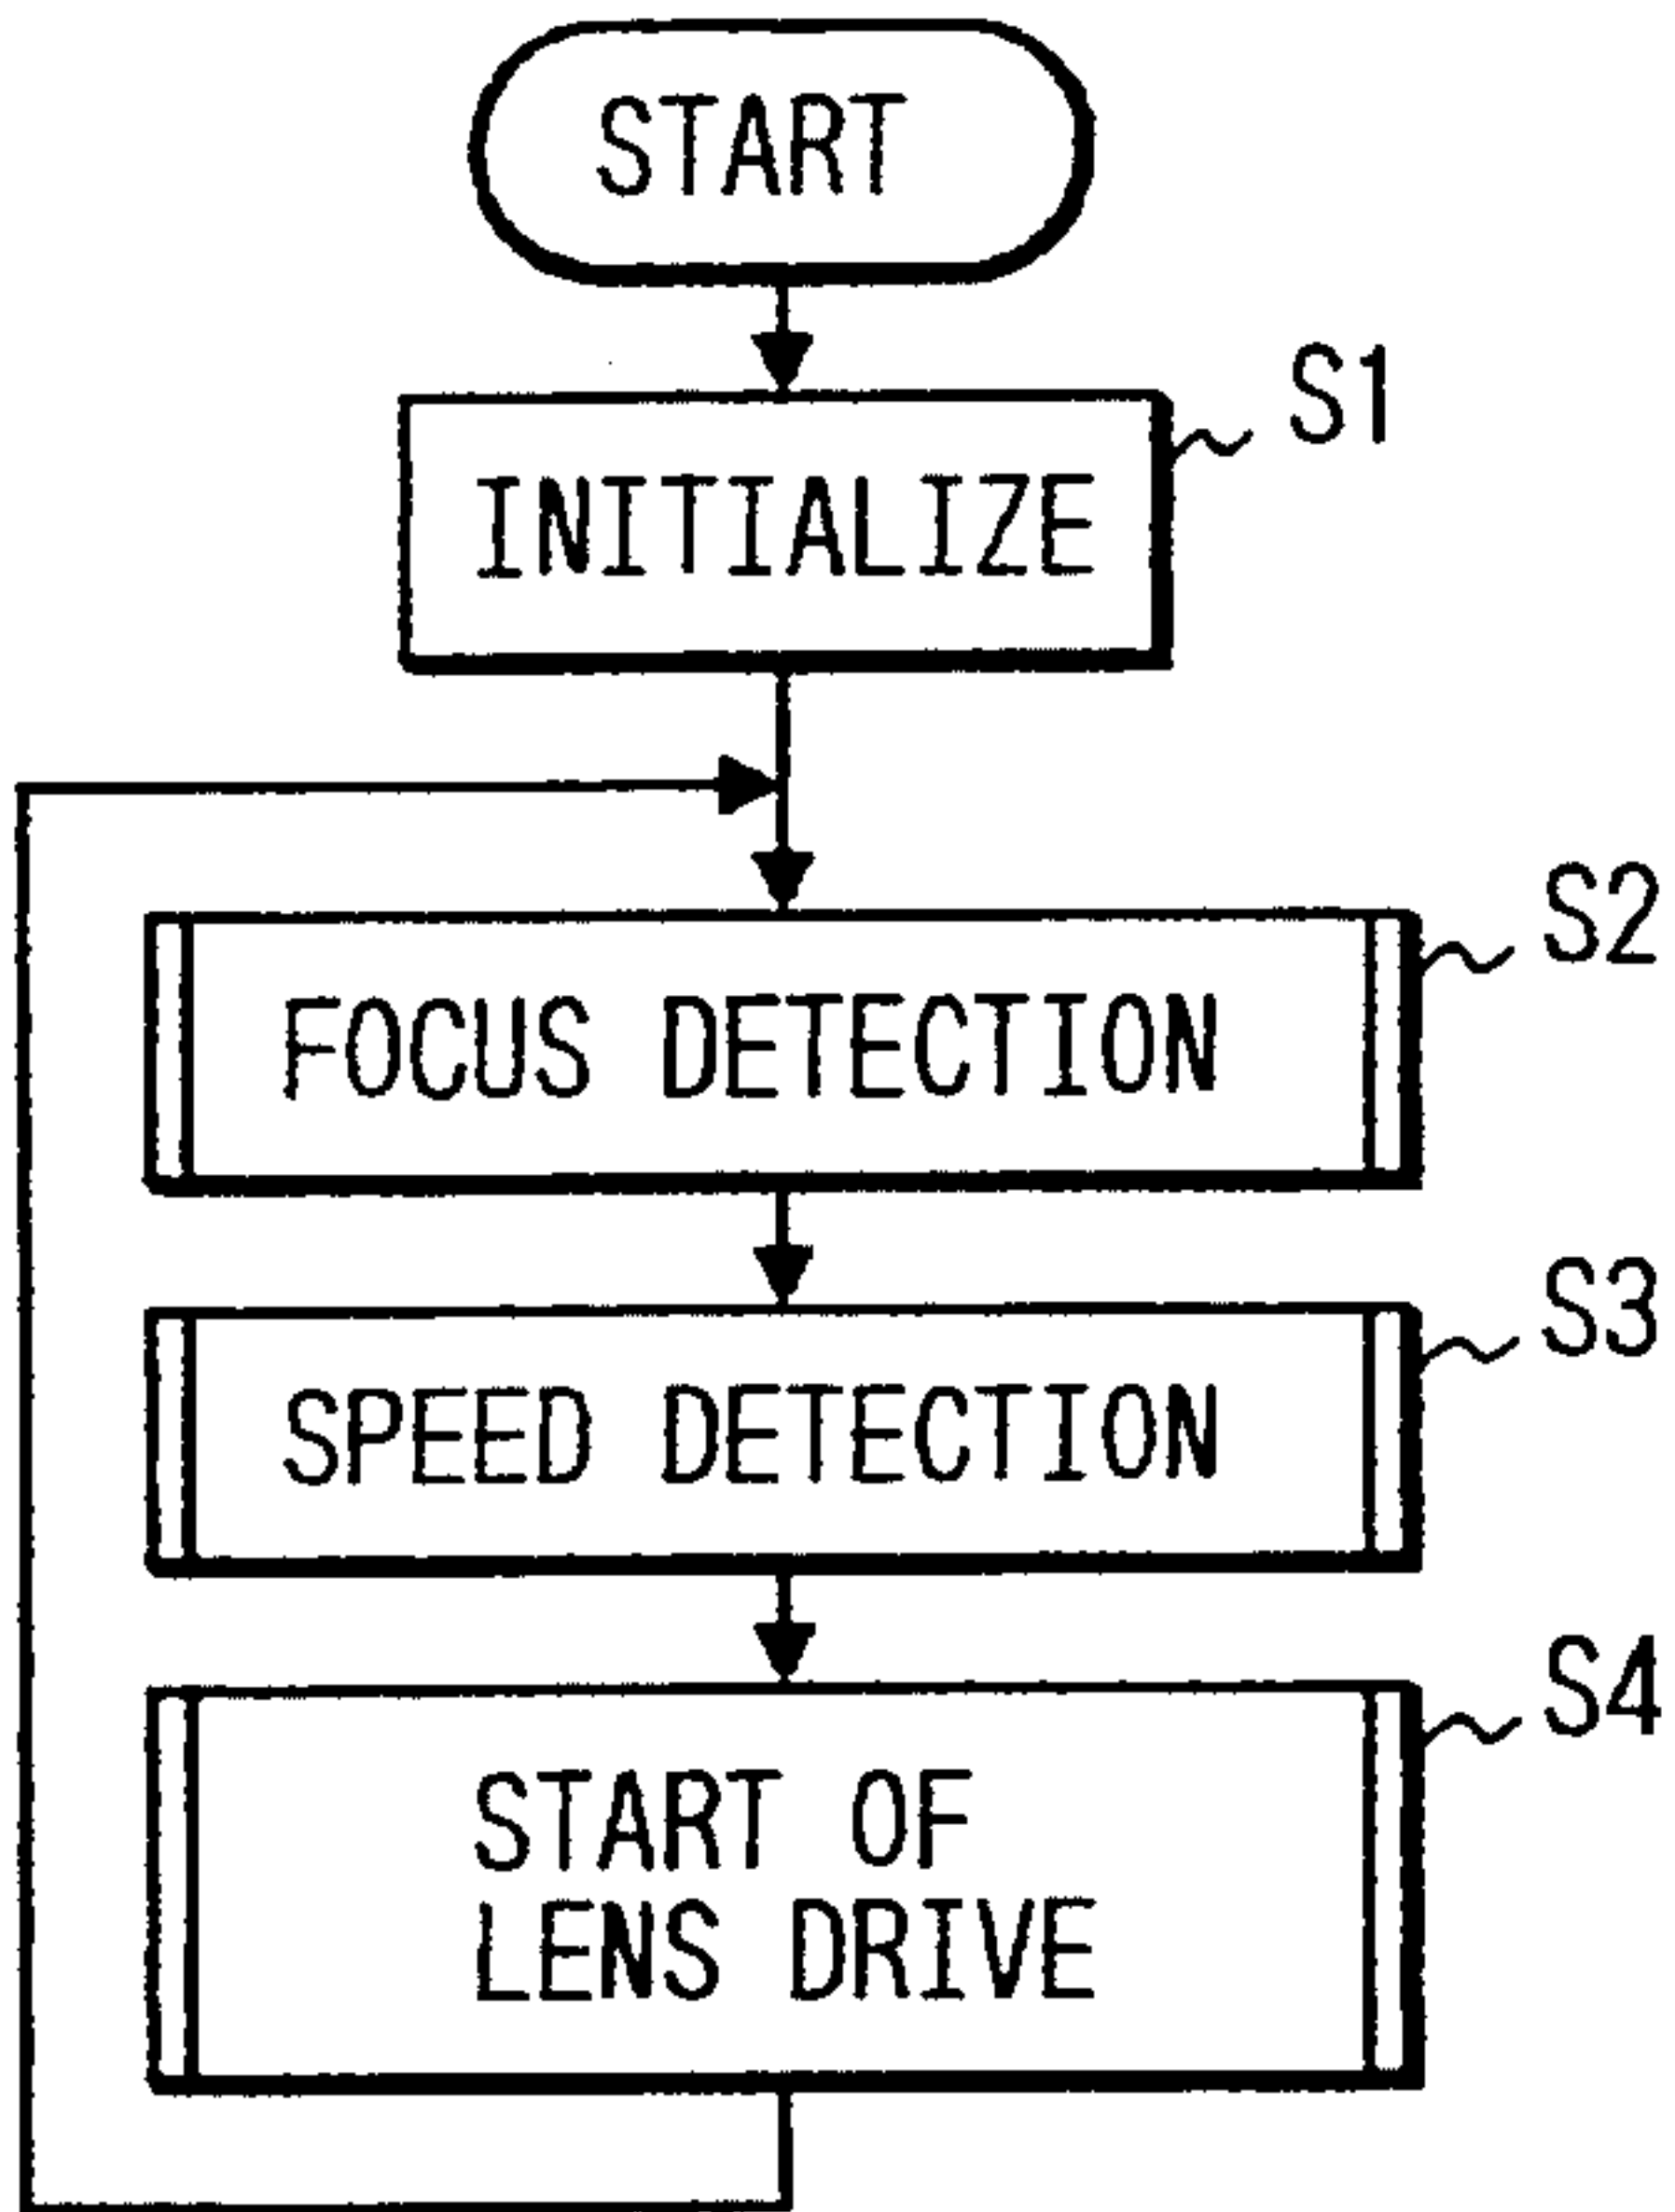 START
S1
INITIALIZE
S2
FOCUS DETECTION
S3
SPEED DETECTION
S4
START OF
LENS DRIVE